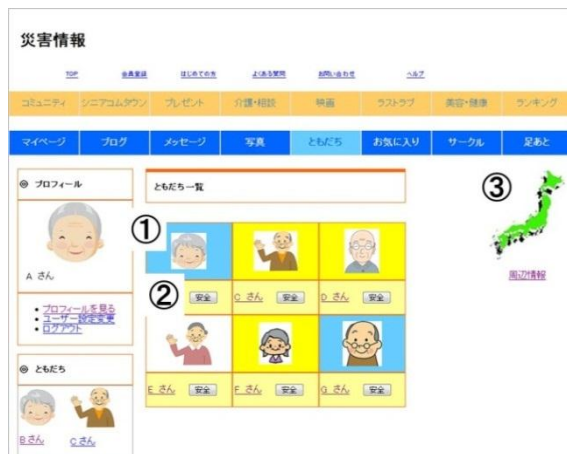 災害情報
TOP 会員登録 はじめての方 よくある質問 お問い合わせ ヘルプ
コミュニティ シニアコムタウン プレゼント 介護・相談 映画 ラストラブ 美容・健康 ランキング
マイページ ブログ メッセージ 写真 ともだち お気に入り サークル 足あと
◎ プロフィール
ともだち一覧
①
③
A さん
周辺情報
②
安全 C さん 安全 D さん 安全
プロフィールを見る
ユーザー設定変更
ログアウト
◎ ともだち
E さん 安全 F さん 安全 G さん 安全
B さん C さん